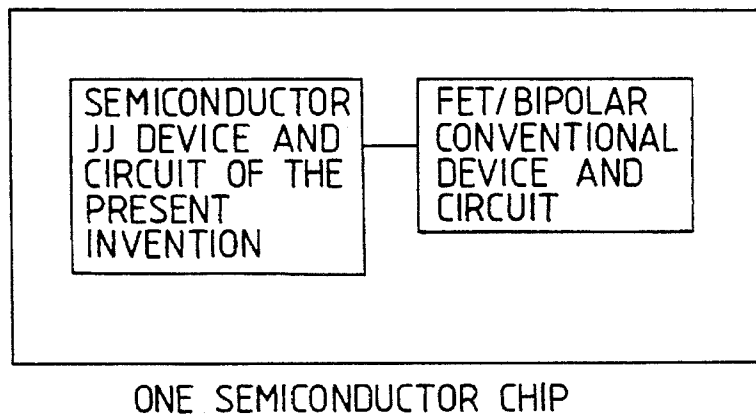 SEMICONDUCTOR
JJ DEVICE AND
CIRCUIT OF THE
PRESENT
INVENTION
FET/BIPOLAR
CONVENTIONAL
DEVICE AND
CIRCUIT
ONE SEMICONDUCTOR CHIP